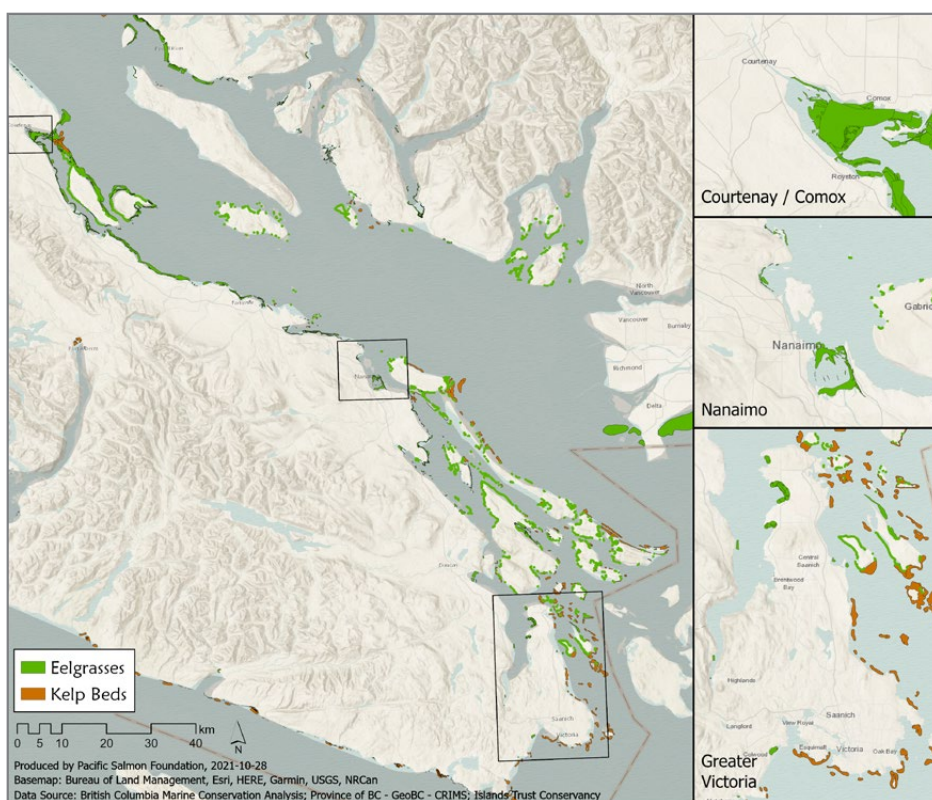 Courtenay
Comox
Royston
Courtenay / Comox
North
Vancouver
Vancouver
Burnaby
Richmond
Delta
Nanaimo
Nanaimo
Central
Saanich
Brentwood
Bay
Highlands
Saanich
Langford
View Royal
Colwood
Esquimalt
Victoria
Oak Bay
Greater
Victoria
Saanich
Victoria
Duncan
Eelgrasses
Kelp Beds
0 5 10 20 30 40 km
N
Produced by Pacific Salmon Foundation, 2021-10-28
Basemap: Bureau of Land Management, Esri, HERE, Garmin, USGS, NRCan
Data Source: British Columbia Marine Conservation Analysis; Province of BC - GeoBC - CRIMS; Islands Trust Conservancy